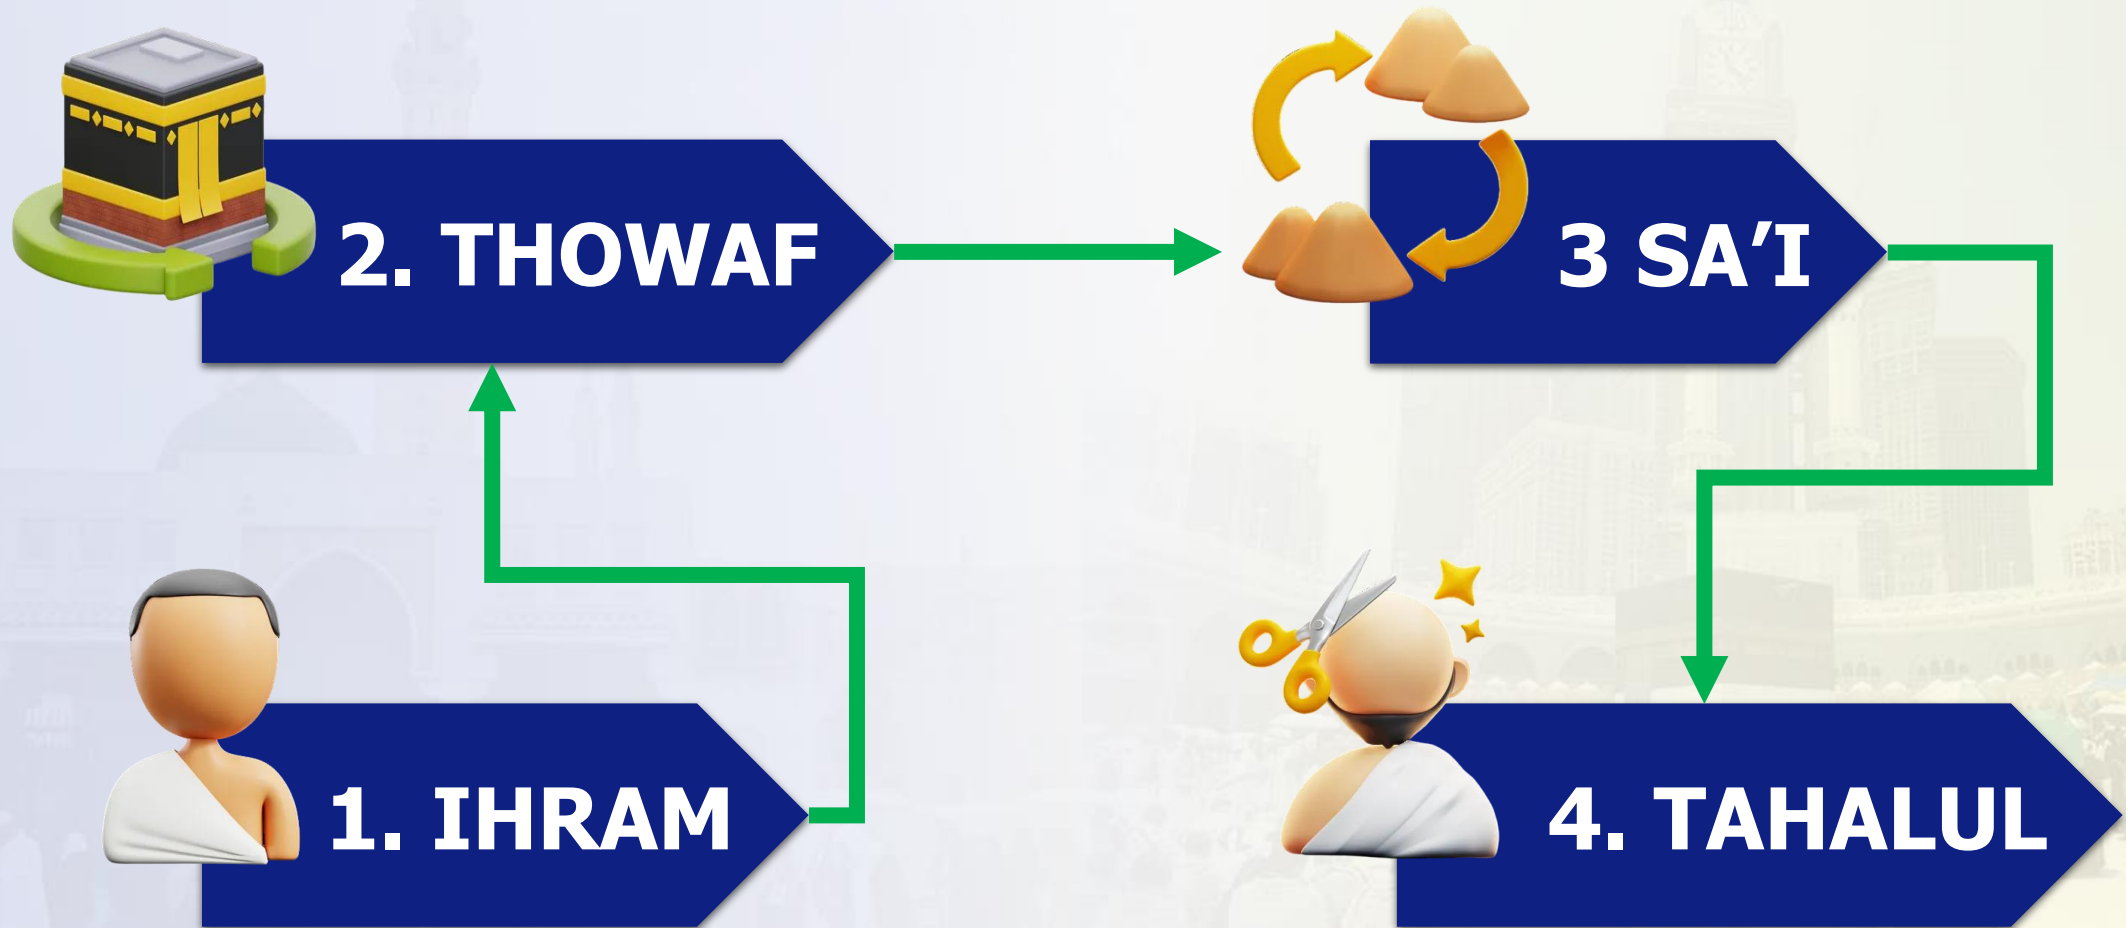 2. THOWAF
3 SA’I
1. IHRAM
4. TAHALUL